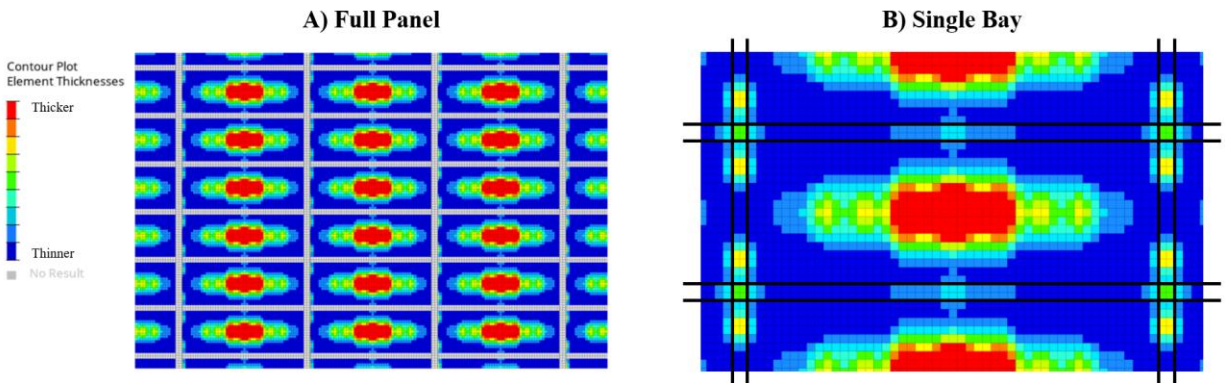 A) Full Panel
B) Single Bay
Contour Plot
Element Thicknesses
Thicker
Thinner
No Result